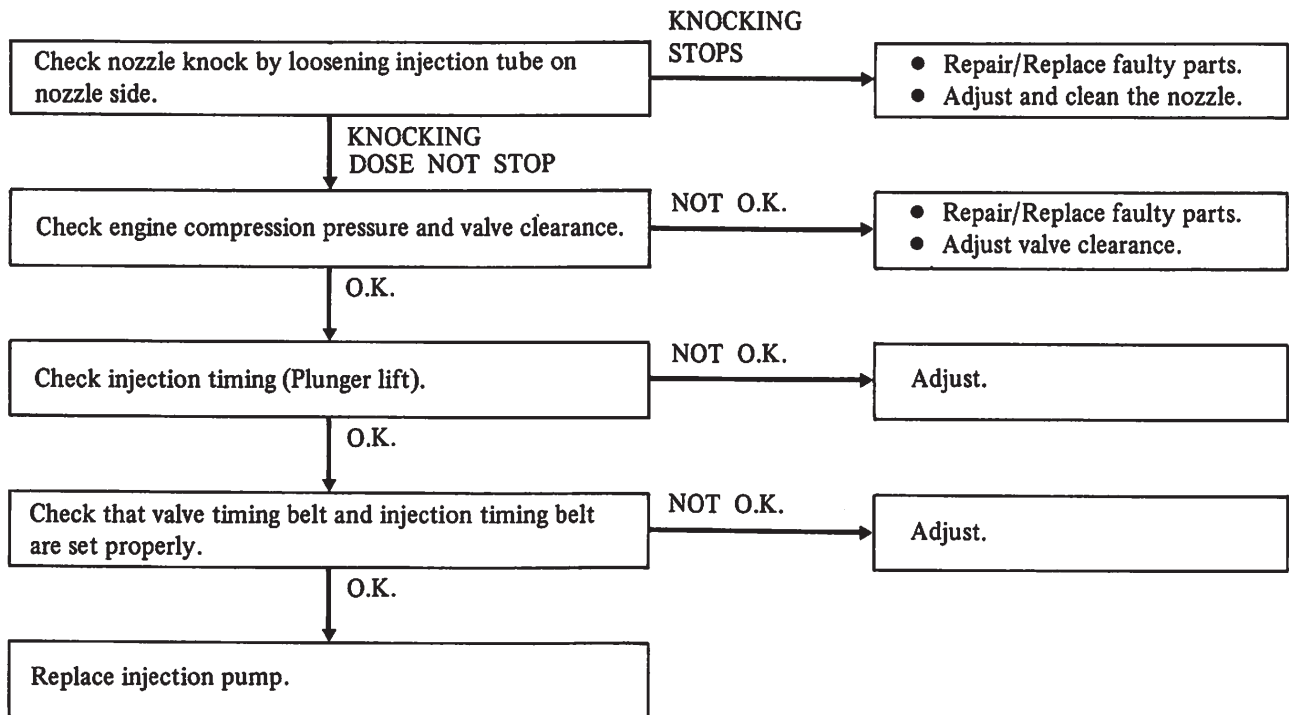 KNOCKING
STOPS
Check nozzle knock by loosening injection tube on
nozzle side.
● Repair/Replace faulty parts.
● Adjust and clean the nozzle.
KNOCKING
DOSE NOT STOP
Check engine compression pressure and valve clearance.
NOT O.K.
● Repair/Replace faulty parts.
● Adjust valve clearance.
O.K.
Check injection timing (Plunger lift).
NOT O.K.
Adjust.
O.K.
Check that valve timing belt and injection timing belt
are set properly.
NOT O.K.
Adjust.
O.K.
Replace injection pump.